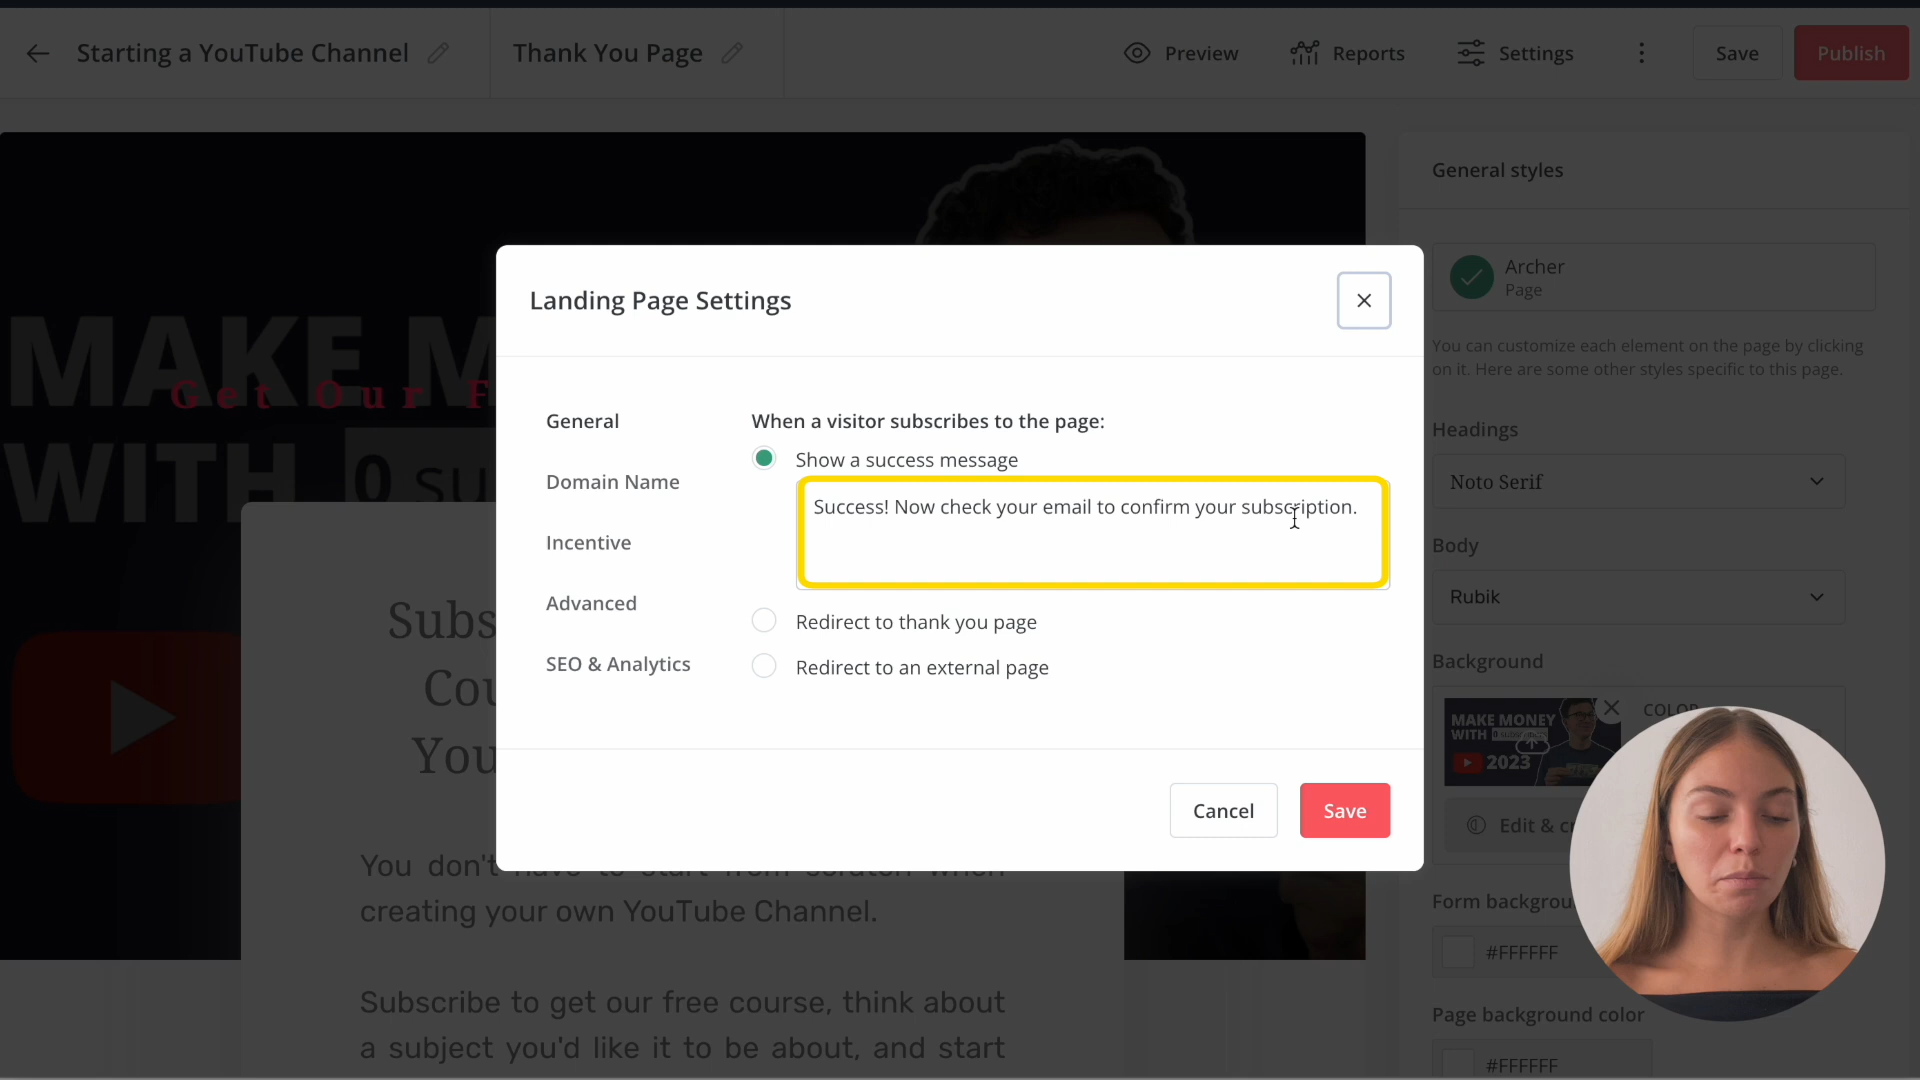 Starting a YouTube Channel
Thank You Page
Preview
Reports
Settings
Save
Publish
General styles
Archer
Page
You can customize each element on the page by clicking
on it. Here are some other styles specific to this page.
Headings
Noto Serif
Body
Rubik
Background
COLOR
MAKE MONEY
WITH
2023
Form
#FFFFFF
Page background color
#FFFFFF
MAKE M
Get Our F
WITH 0 su
Landing Page Settings
General
Domain Name
Incentive
Advanced
SEO & Analytics
When a visitor subscribes to the page:
Show a success message
Success! Now check your email to confirm your subscription.
Redirect to thank you page
Redirect to an external page
Cancel
Save
Subs
Cou
You
You don't have to start from scratch when
creating your own YouTube Channel.
Subscribe to get our free course, think about
a subject you'd like it to be about, and start